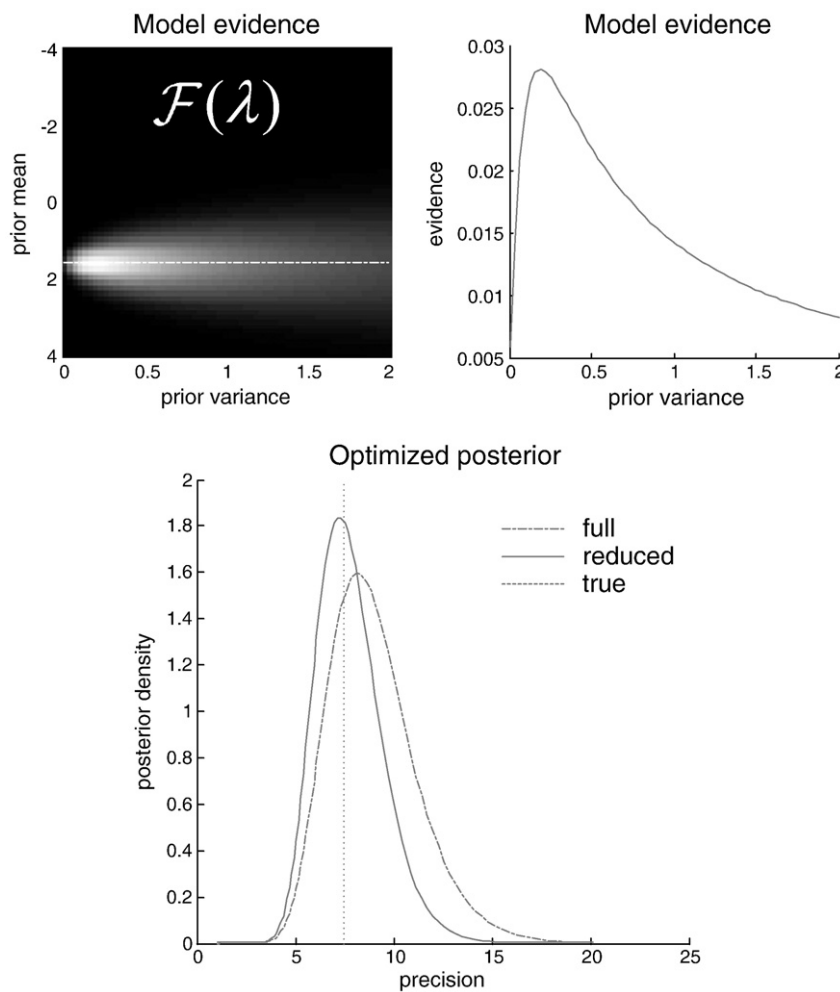 Model evidence
-4
-2
0
2
4
prior mean
ℱ(λ)
0 0.5 1 1.5 2
prior variance
Model evidence
0.03
0.025
0.02
0.015
0.01
0.005
evidence
0 0.5 1 1.5 2
prior variance
Optimized posterior
2
1.8
1.6
1.4
1.2
1
0.8
0.6
0.4
0.2
0
posterior density
full
reduced
true
0 5 10 15 20 25
precision